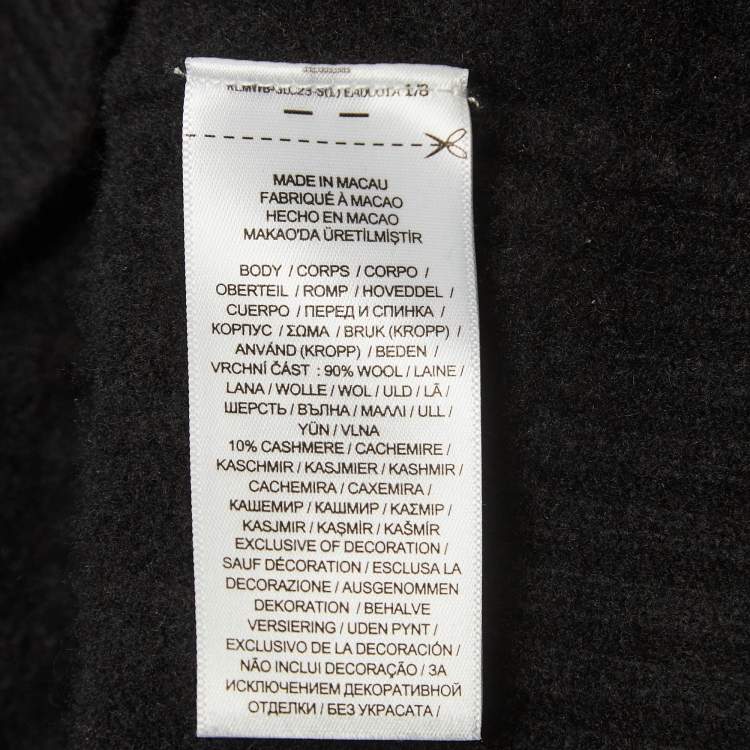 1/8
MADE IN MACAU
FABRIQUÉ À MACAO
HECHO EN MACAO
MAKAO'DA ÜRETİLMİŞTİR
BODY / CORPS / CORPO /
OBERTEIL / ROMP / HOVEDDEL /
CUERPO / ПЕРЕД И СПИНКА /
КОРПУС / ΣΩΜΑ / BRUK (KROPP) /
ANVÁND (KROPP) / BEDEN /
VRCHNÍ ČÁST : 90% WOOL / LAINE /
LANA / WOLLE / WOL / ULD / LÃ /
ШЕРСТЬ / ВЪЛНА / ΜΑΛΛΙ / ULL /
YÜN / VLNA
10% CASHMERE / CACHEMIRE /
KASCHMIR / KASJMIER / KASHMIR /
CACHEMIRA / CAXEMIRA /
КАШЕМИР / КАШМИР / ΚΑΣΜΙΡ /
KASJMIR / KAŞMİR / KAŠMÍR
EXCLUSIVE OF DECORATION /
SAUF DÉCORATION / ESCLUSA LA
DECORAZIONE / AUSGENOMMEN
DEKORATION / BEHALVE
VERSIERING / UDEN PYNT /
EXCLUSIVO DE LA DECORACIÓN /
NÃO INCLUI DECORAÇÃO / ЗА
ИСКЛЮЧЕНИЕМ ДЕКОРАТИВНОЙ
ОТДЕЛКИ / БЕЗ УКРАСАТА /